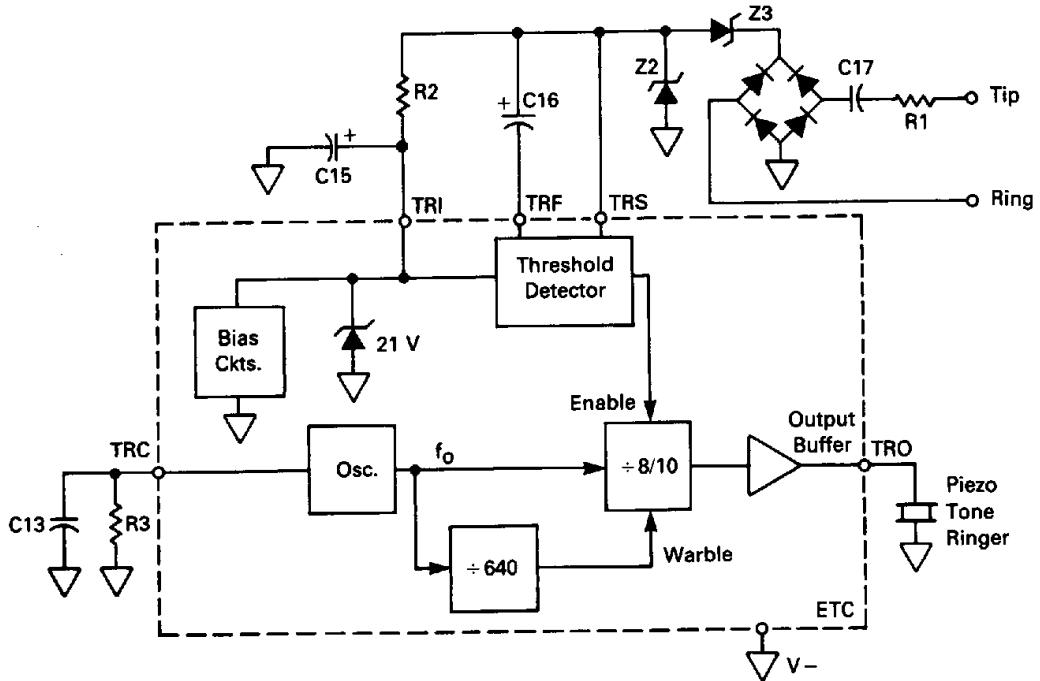 Z3
C17
Tip
R1
Z2
R2
+
C16
+
C15
Ring
TRI
TRF
TRS
Threshold
Detector
Bias
Ckts.
21 V
Enable
Output
Buffer
TRC
Osc.
fo
÷8/10
TRO
C13
R3
÷640
Warble
Piezo
Tone
Ringer
ETC
V−